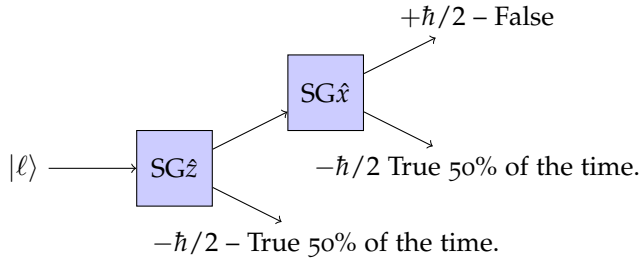 +ħ/2 – False
SGx̂
|ℓ⟩
SGẑ
−ħ/2 True 50% of the time.
−ħ/2 – True 50% of the time.